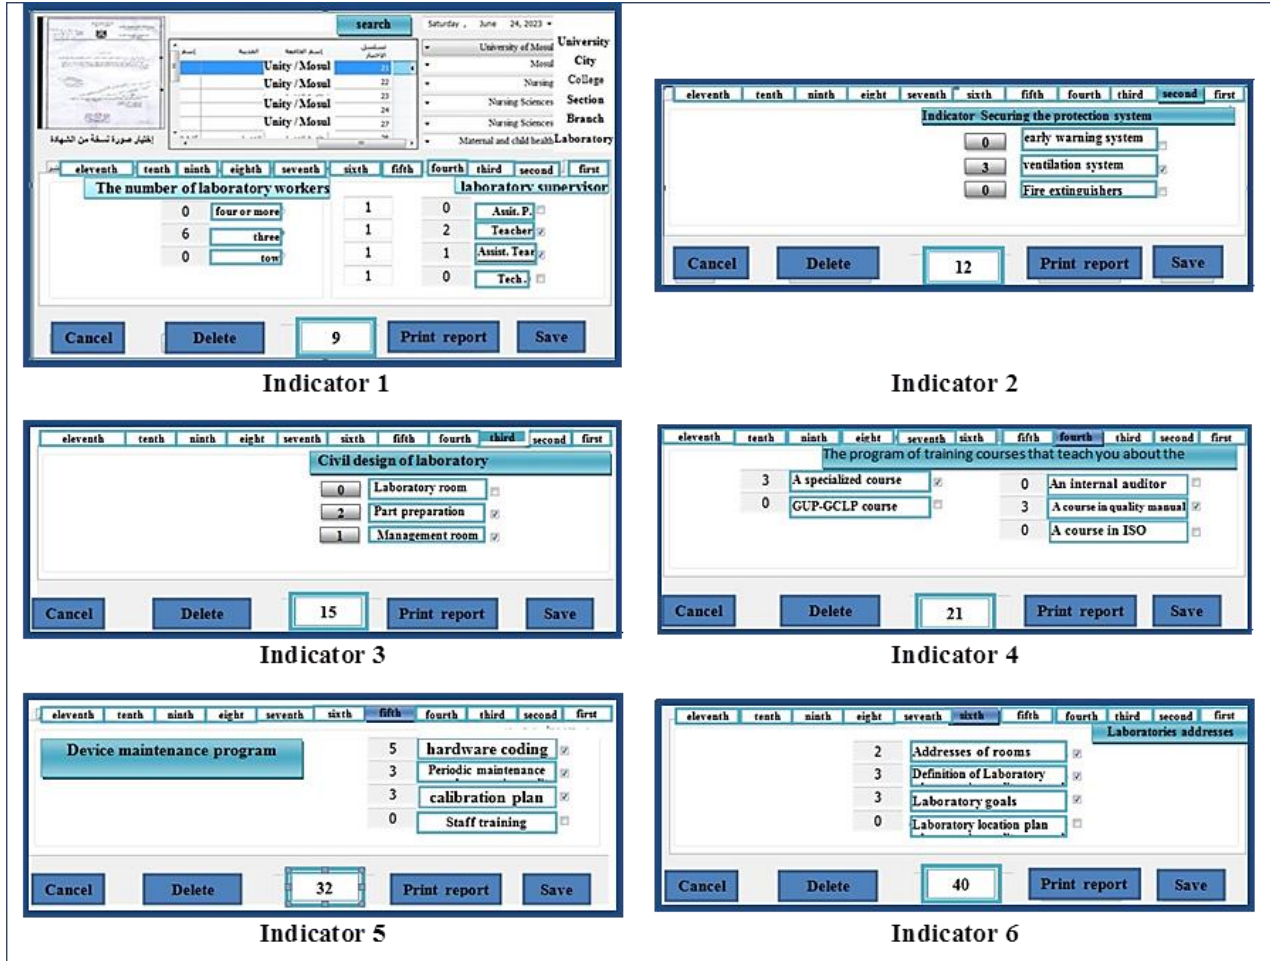 search
Saturday , June 24, 2023
University of Mosul University
Mosul City
Nursing College
Nursing Sciences Section
Nursing Sciences Branch
Maternal and child health Laboratory
تسلسل الاختبار
إسم الجامعة
المدينة
إسم
Unity / Mosul 21
Unity / Mosul 22
Unity / Mosul 23
24
Unity / Mosul 27
إختيار صورة نسخة من الشهادة
eleventh tenth ninth eighth seventh sixth fifth fourth third second first
The number of laboratory workers
laboratory supervisor
0 four or more
6 three
0 tow
1 0 Assit. P.
1 2 Teacher
1 1 Assist. Tear
1 0 Tech.
Cancel Delete 9 Print report Save
Indicator 1
eleventh tenth ninth eight seventh sixth fifth fourth third second first
Indicator Securing the protection system
0 early warning system
3 ventilation system
0 Fire extinguishers
Cancel Delete 12 Print report Save
Indicator 2
eleventh tenth ninth eight seventh sixth fifth fourth third second first
Civil design of laboratory
0 Laboratory room
2 Part preparation
1 Management room
Cancel Delete 15 Print report Save
Indicator 3
eleventh tenth ninth eight seventh sixth fifth fourth third second first
The program of training courses that teach you about the
3 A specialized course
0 GUP-GCLP course
0 An internal auditor
3 A course in quality manual
0 A course in ISO
Cancel Delete 21 Print report Save
Indicator 4
eleventh tenth ninth eight seventh sixth fifth fourth third second first
Device maintenance program
5 hardware coding
3 Periodic maintenance
3 calibration plan
0 Staff training
Cancel Delete 32 Print report Save
Indicator 5
eleventh tenth ninth eight seventh sixth fifth fourth third second first
Laboratories addresses
2 Addresses of rooms
3 Definition of Laboratory
3 Laboratory goals
0 Laboratory location plan
Cancel Delete 40 Print report Save
Indicator 6